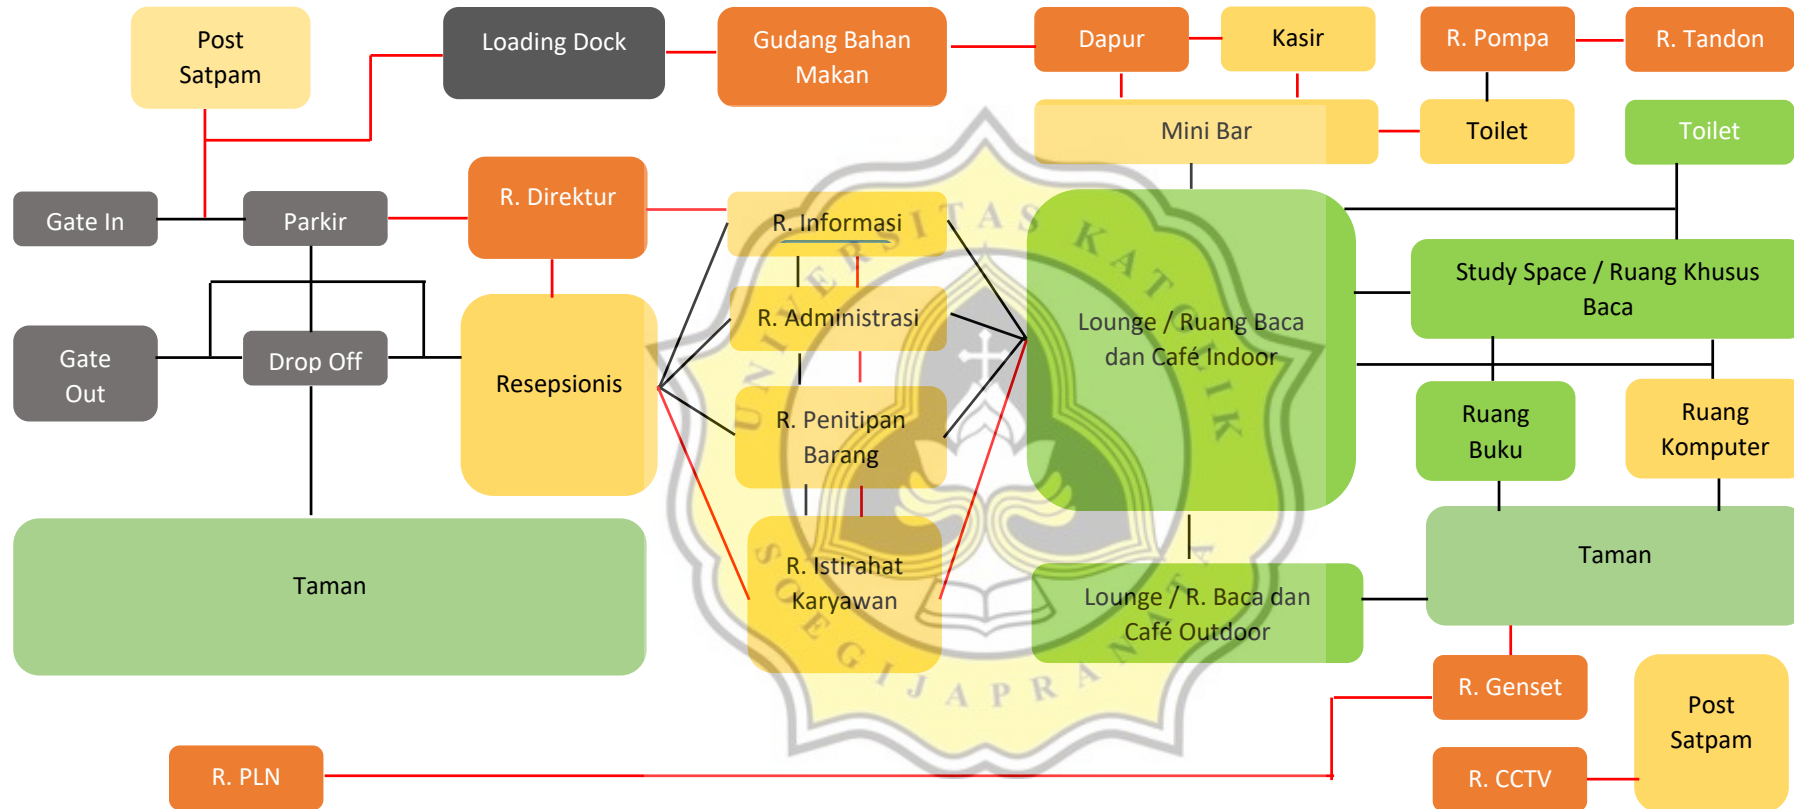 Post
Satpam
Loading Dock
Gudang Bahan
Makan
Dapur
Kasir
R. Pompa
R. Tandon
Mini Bar
Toilet
Toilet
Gate In
Parkir
R. Direktur
R. Informasi
Study Space / Ruang Khusus
Baca
Gate
Out
Drop Off
Resepsionis
R. Administrasi
Lounge / Ruang Baca
dan Café Indoor
R. Penitipan
Barang
Ruang
Buku
Ruang
Komputer
Taman
R. Istirahat
Karyawan
Lounge / R. Baca dan
Café Outdoor
Taman
R. Genset
Post
Satpam
R. PLN
R. CCTV
UNIVERSITAS KATOLIK
SOEGIJAPRANATA